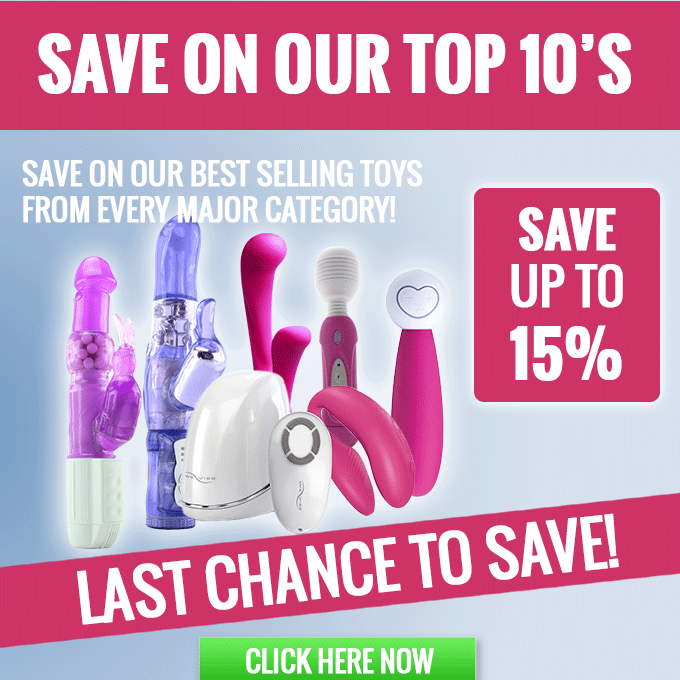 SAVE ON OUR TOP 10'S
SAVE ON OUR BEST SELLING TOYS
FROM EVERY MAJOR CATEGORY!
SAVE
UP TO
15%
LAST CHANCE TO SAVE!
CLICK HERE NOW